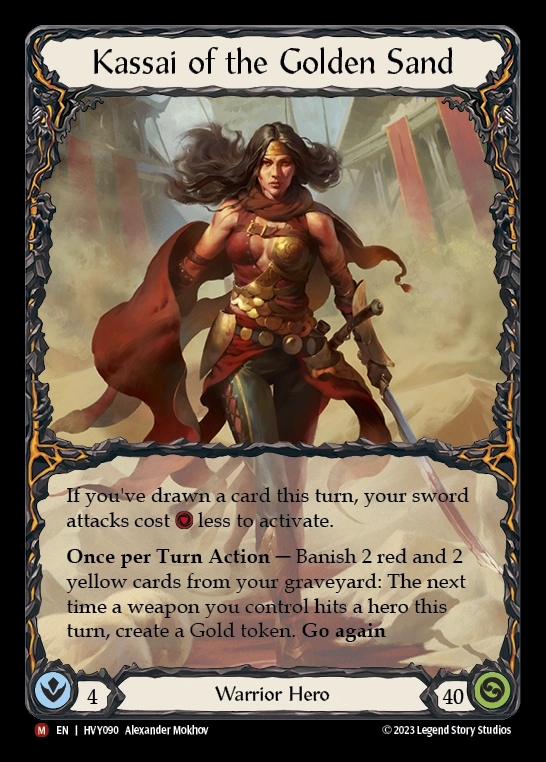 Kassai of the Golden Sand
If you've drawn a card this turn, your sword
attacks cost less to activate.
Once per Turn Action — Banish 2 red and 2
yellow cards from your graveyard: The next
time a weapon you control hits a hero this
turn, create a Gold token. Go again
4 Warrior Hero 40
M EN | HVY090 Alexander Mokhov © 2023 Legend Story Studios